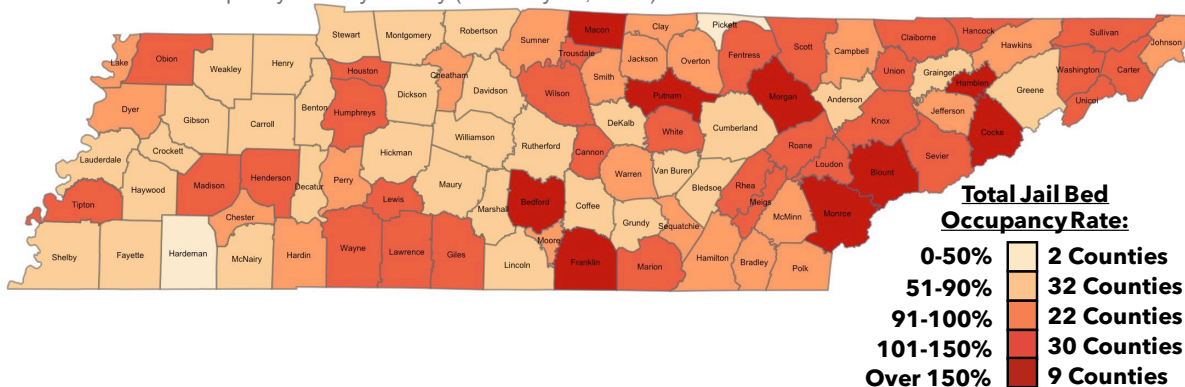 Stewart
Montgomery
Robertson
Sumner
Macon
Clay
Pickett
Trousdale
Jackson
Overton
Fentress
Scott
Campbell
Claiborne
Hancock
Hawkins
Sullivan
Johnson
Lake
Obion
Weakley
Henry
Houston
Cheatham
Davidson
Wilson
Smith
Putnam
Morgan
Anderson
Union
Grainger
Hamblen
Greene
Washington
Carter
Unicoi
Dyer
Gibson
Carroll
Benton
Humphreys
Dickson
Williamson
Rutherford
DeKalb
White
Cumberland
Knox
Jefferson
Cocke
Lauderdale
Crockett
Haywood
Madison
Henderson
Decatur
Perry
Hickman
Maury
Cannon
Warren
Van Buren
Bledsoe
Rhea
Roane
Loudon
Blount
Sevier
Tipton
Chester
Lewis
Marshall
Bedford
Coffee
Grundy
Sequatchie
Meigs
McMinn
Monroe
Shelby
Fayette
Hardeman
McNairy
Hardin
Wayne
Lawrence
Giles
Lincoln
Moore
Franklin
Marion
Hamilton
Bradley
Polk
Total Jail Bed
Occupancy Rate:
0-50% 2 Counties
51-90% 32 Counties
91-100% 22 Counties
101-150% 30 Counties
Over 150% 9 Counties